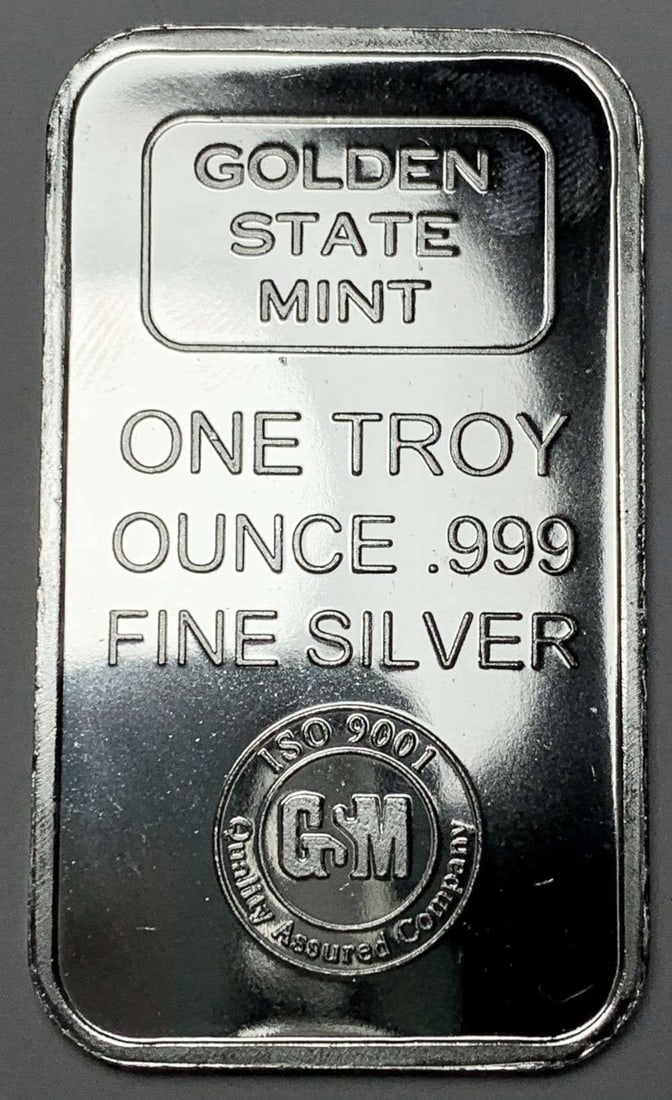 GOLDEN
STATE
MINT
ONE TROY
OUNCE .999
FINE SILVER
ISO 9001
GSM
Quality Assured Company